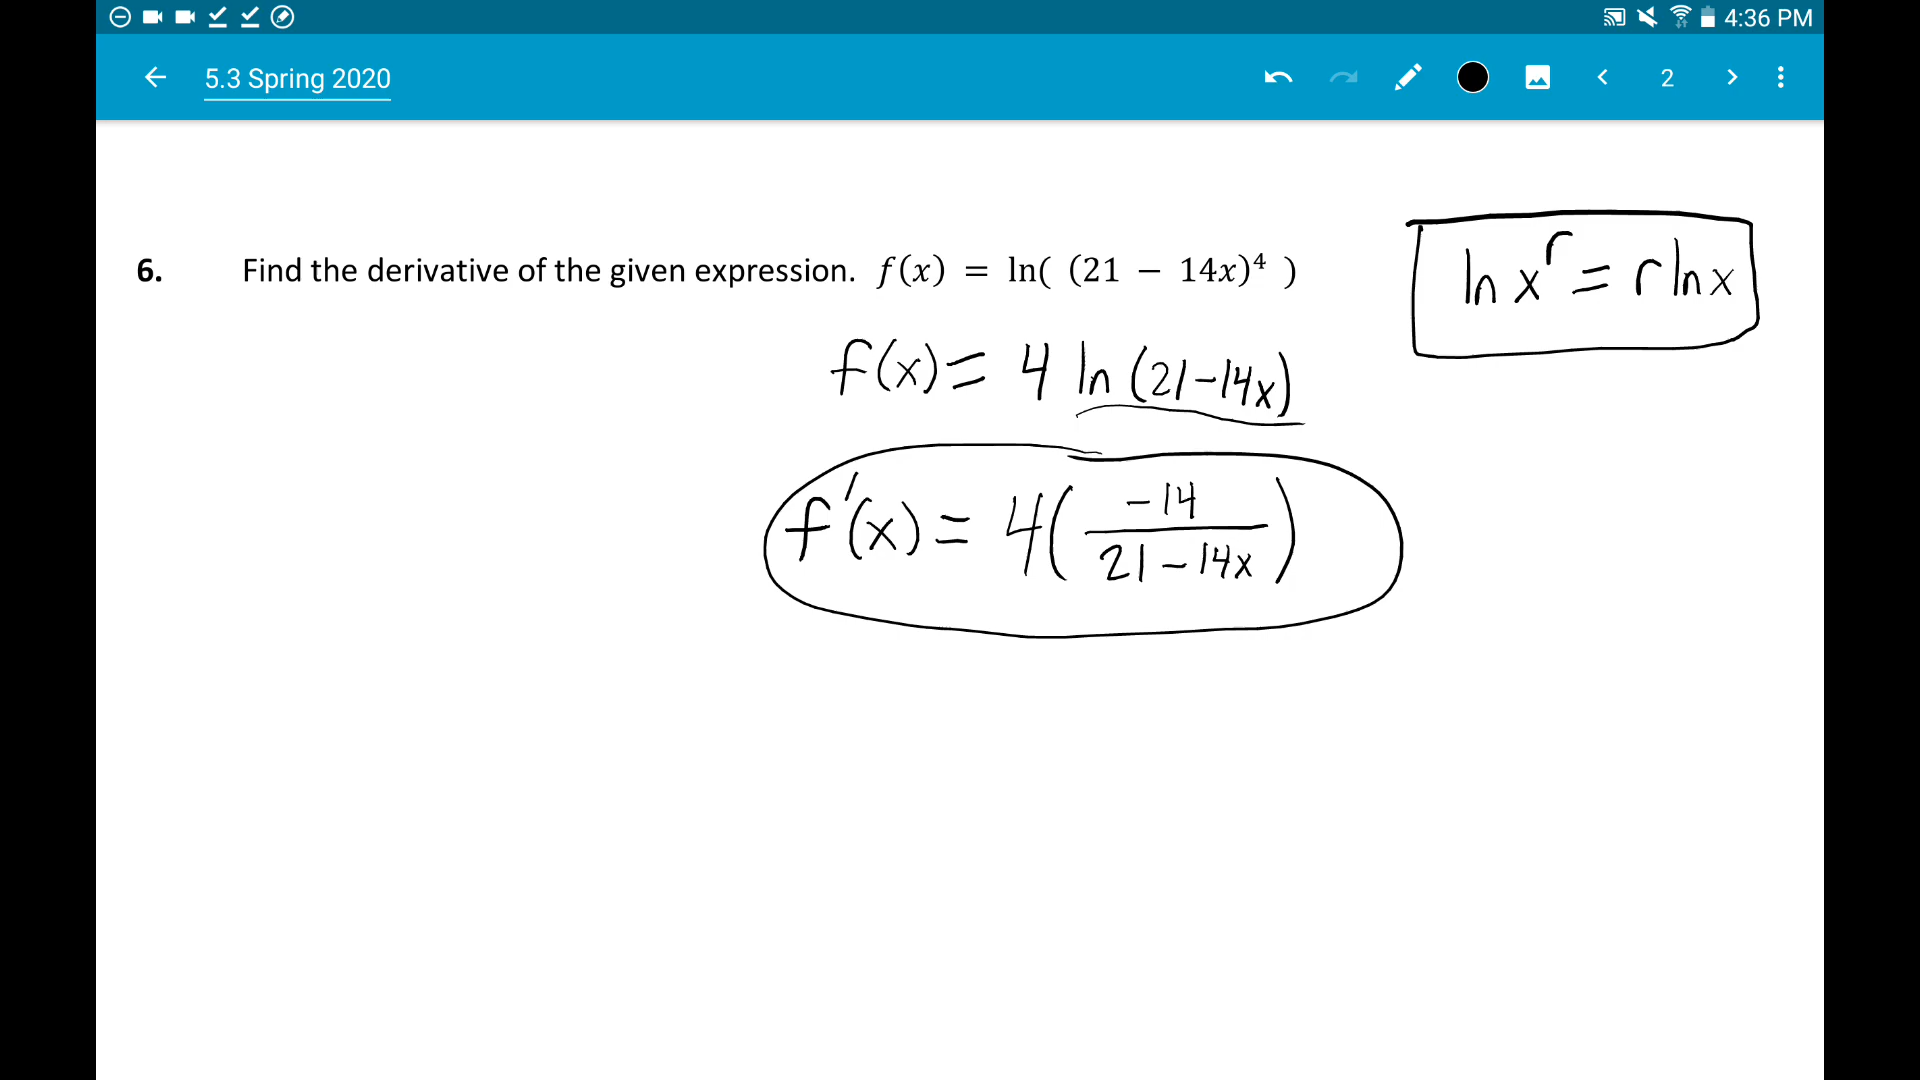 4:36 PM
5.3 Spring 2020
2
6. Find the derivative of the given expression. f(x) = ln( (21 − 14x)⁴ )
ln xʳ = r ln x
f(x) = 4 ln (21-14x)
f'(x) = 4( -14 / 21-14x )